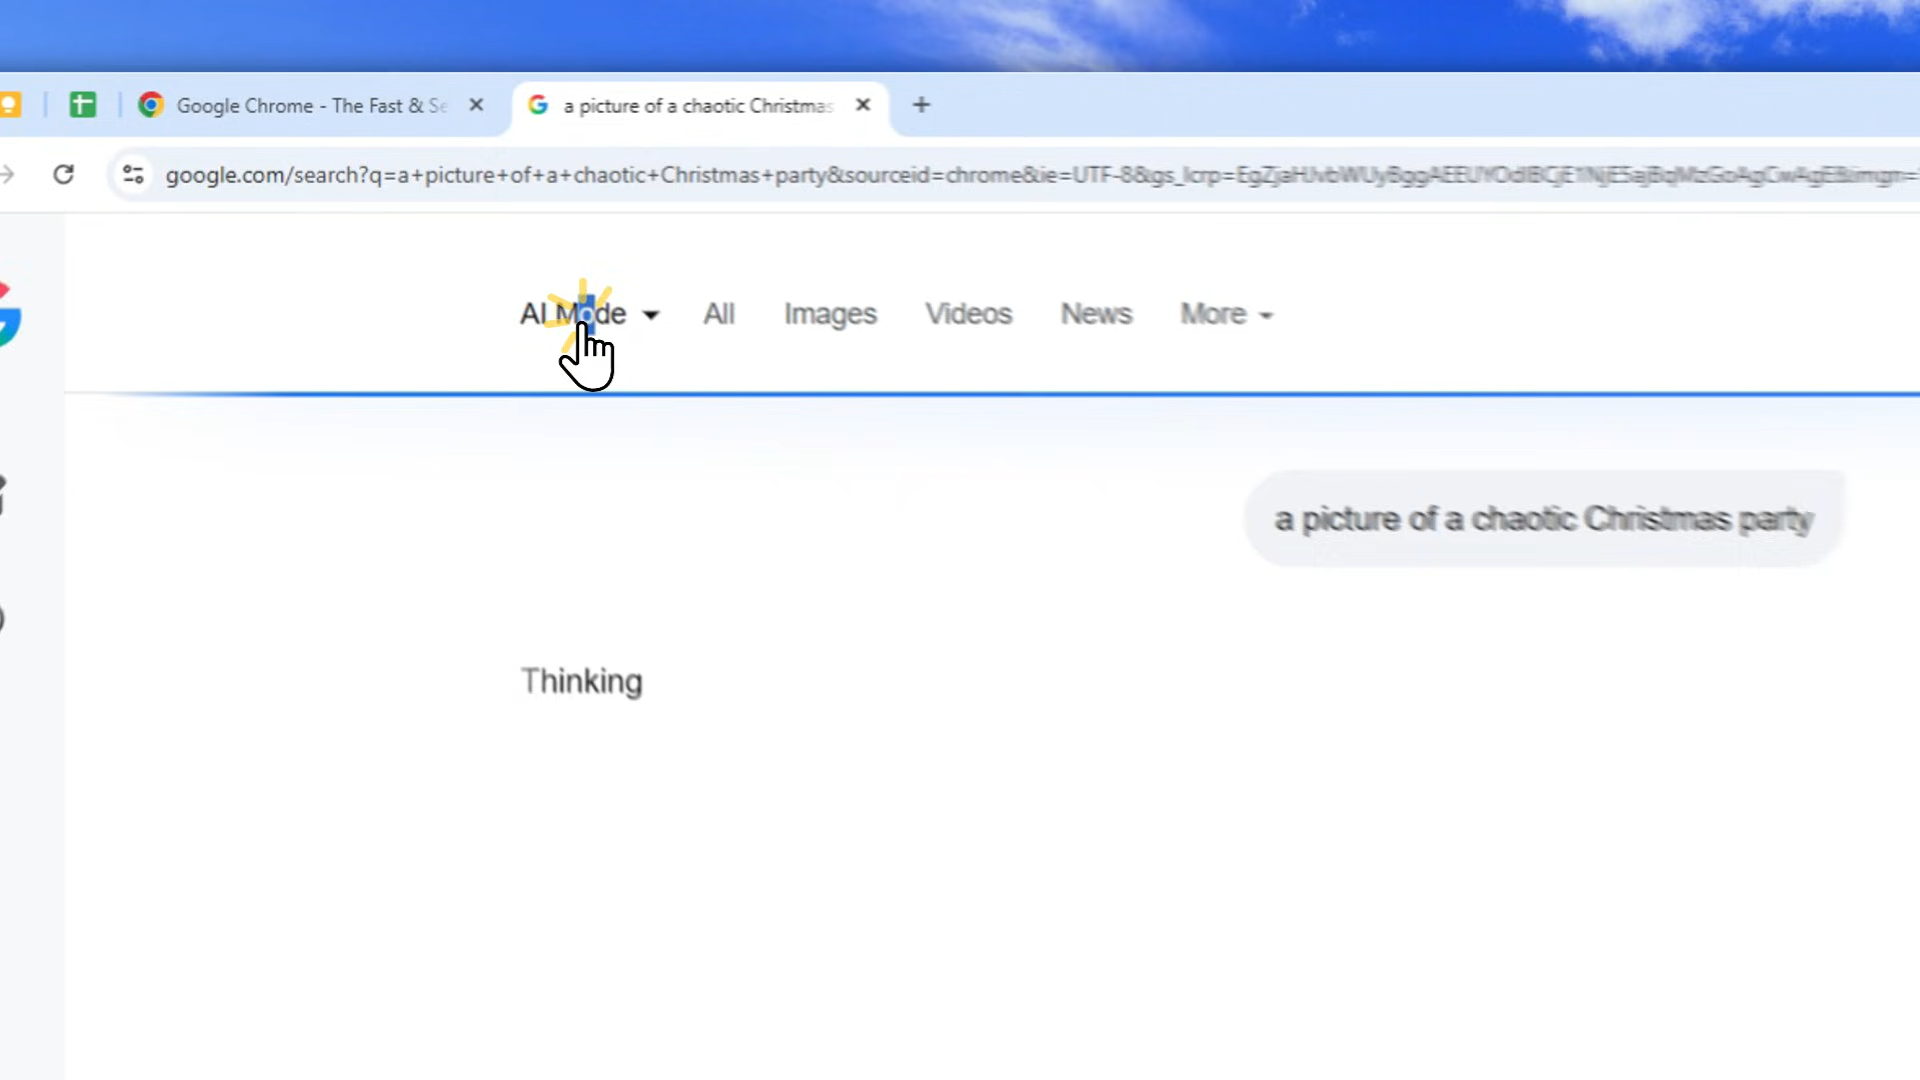 Google Chrome - The Fast & Se
a picture of a chaotic Christmas
google.com/search?q=a+picture+of+a+chaotic+Christmas+party&sourceid=chrome&ie=UTF-8&gs_lcrp=
AI Mode All Images Videos News More
a picture of a chaotic Christmas party
Thinking